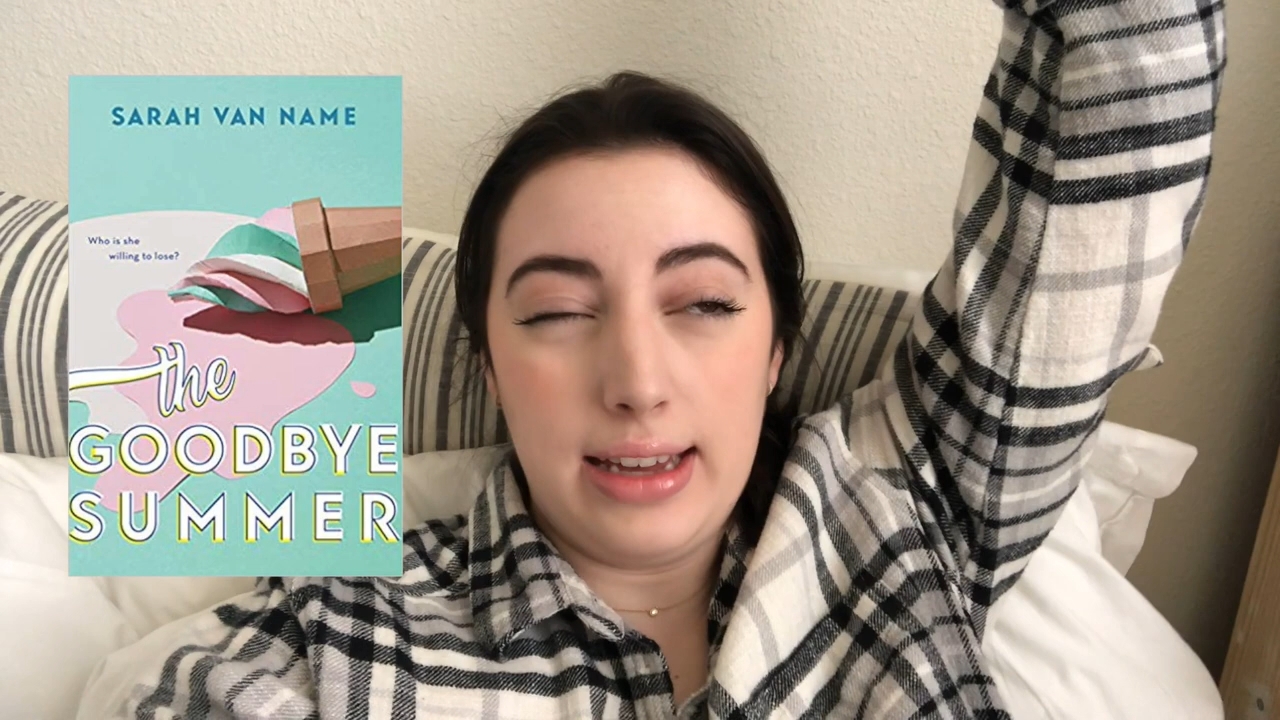 SARAH VAN NAME
Who is she
willing to lose?
the
GOODBYE
SUMMER